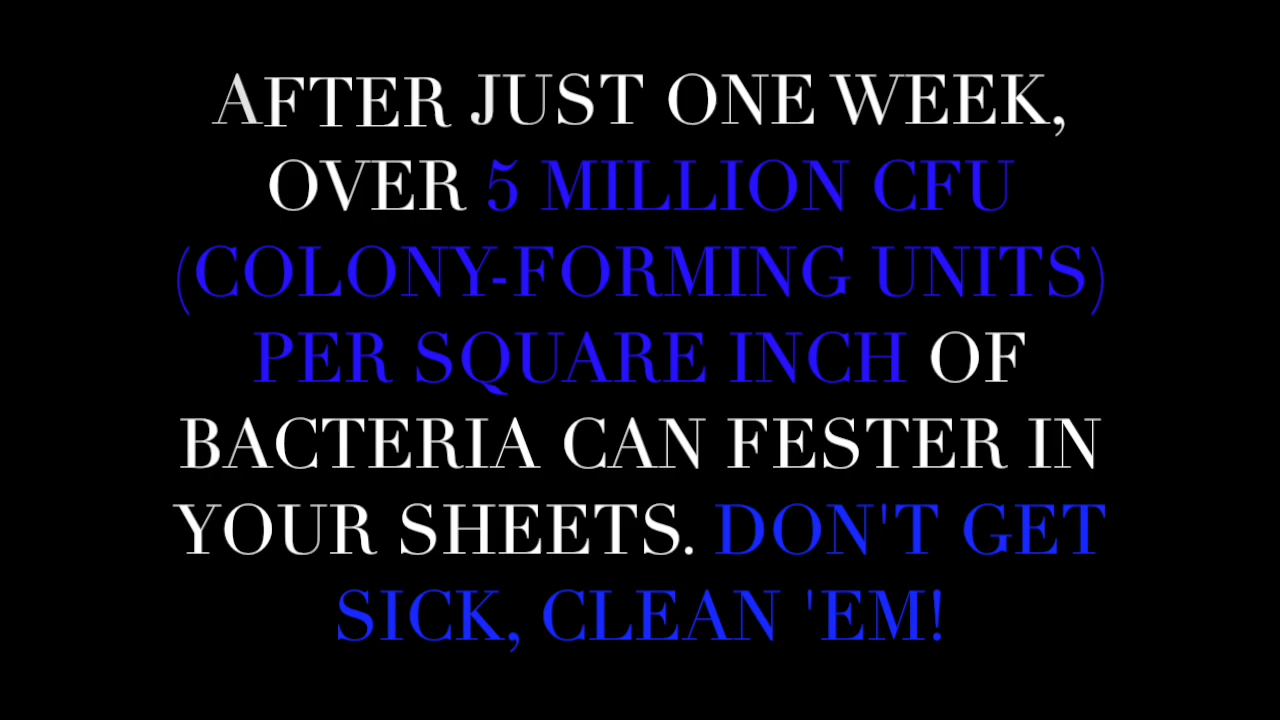 AFTER JUST ONE WEEK,
OVER 5 MILLION CFU
(COLONY-FORMING UNITS)
PER SQUARE INCH OF
BACTERIA CAN FESTER IN
YOUR SHEETS. DON'T GET
SICK, CLEAN 'EM!